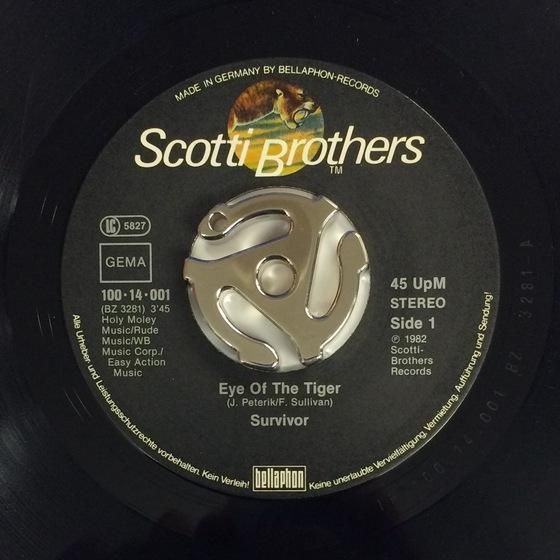 MADE IN GERMANY BY BELLAPHON-RECORDS
Scotti Brothers
TM
LC 5827
GEMA
100·14·001
(BZ 3281) 3'45
Holy Moley
Music/Rude
Music/WB
Music Corp./
Easy Action
Music
45 UpM
STEREO
Side 1
℗ 1982
Scotti-
Brothers
Records
Eye Of The Tiger
(J. Peterik/F. Sullivan)
Survivor
Alle Urheber- und Leistungsschutzrechte vorbehalten. Kein Verleih! Keine unerlaubte Vervielfältigung, Vermietung, Aufführung und Sendung!
bellaphon
BZ 3281 A